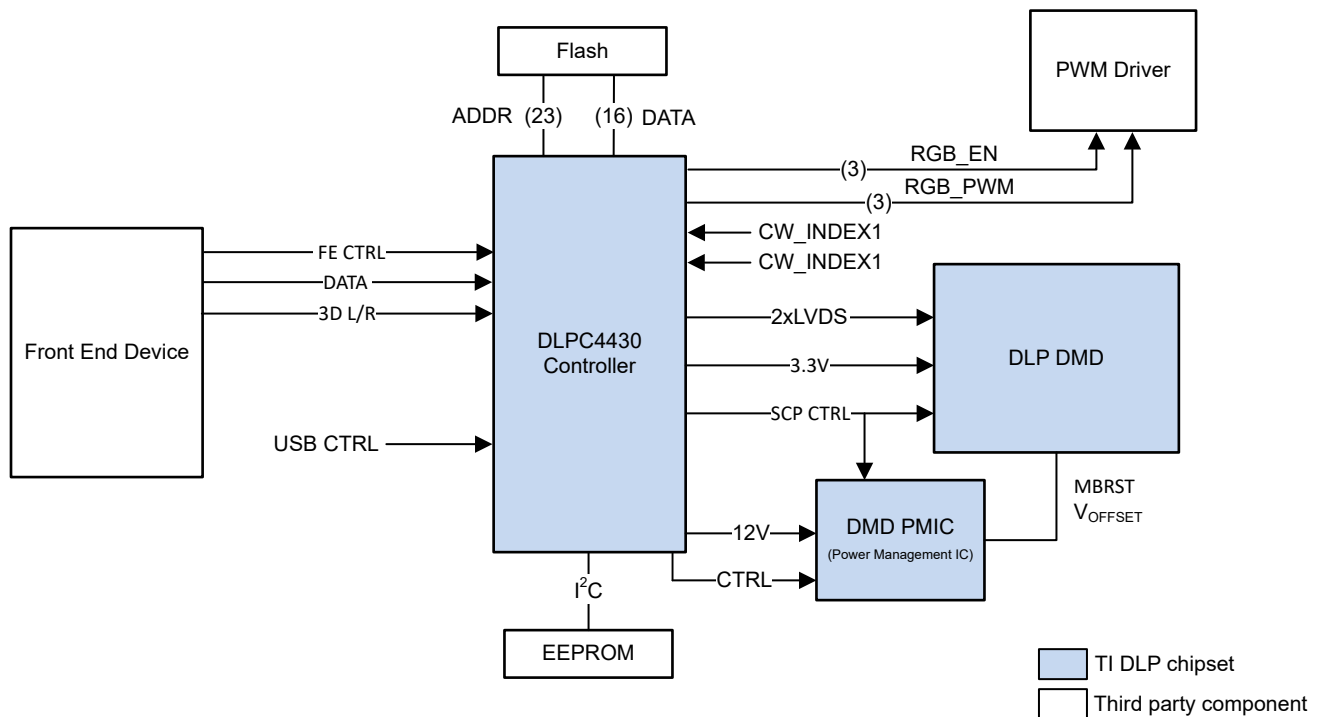 Flash
PWM Driver
ADDR (23) (16) DATA
(3) RGB_EN
(3) RGB_PWM
CW_INDEX1
CW_INDEX1
Front End Device
FE CTRL
DATA
3D L/R
USB CTRL
DLPC4430
Controller
2xLVDS
3.3V
SCP CTRL
DLP DMD
MBRST
VOFFSET
12V
CTRL
DMD PMIC
(Power Management IC)
I²C
EEPROM
TI DLP chipset
Third party component